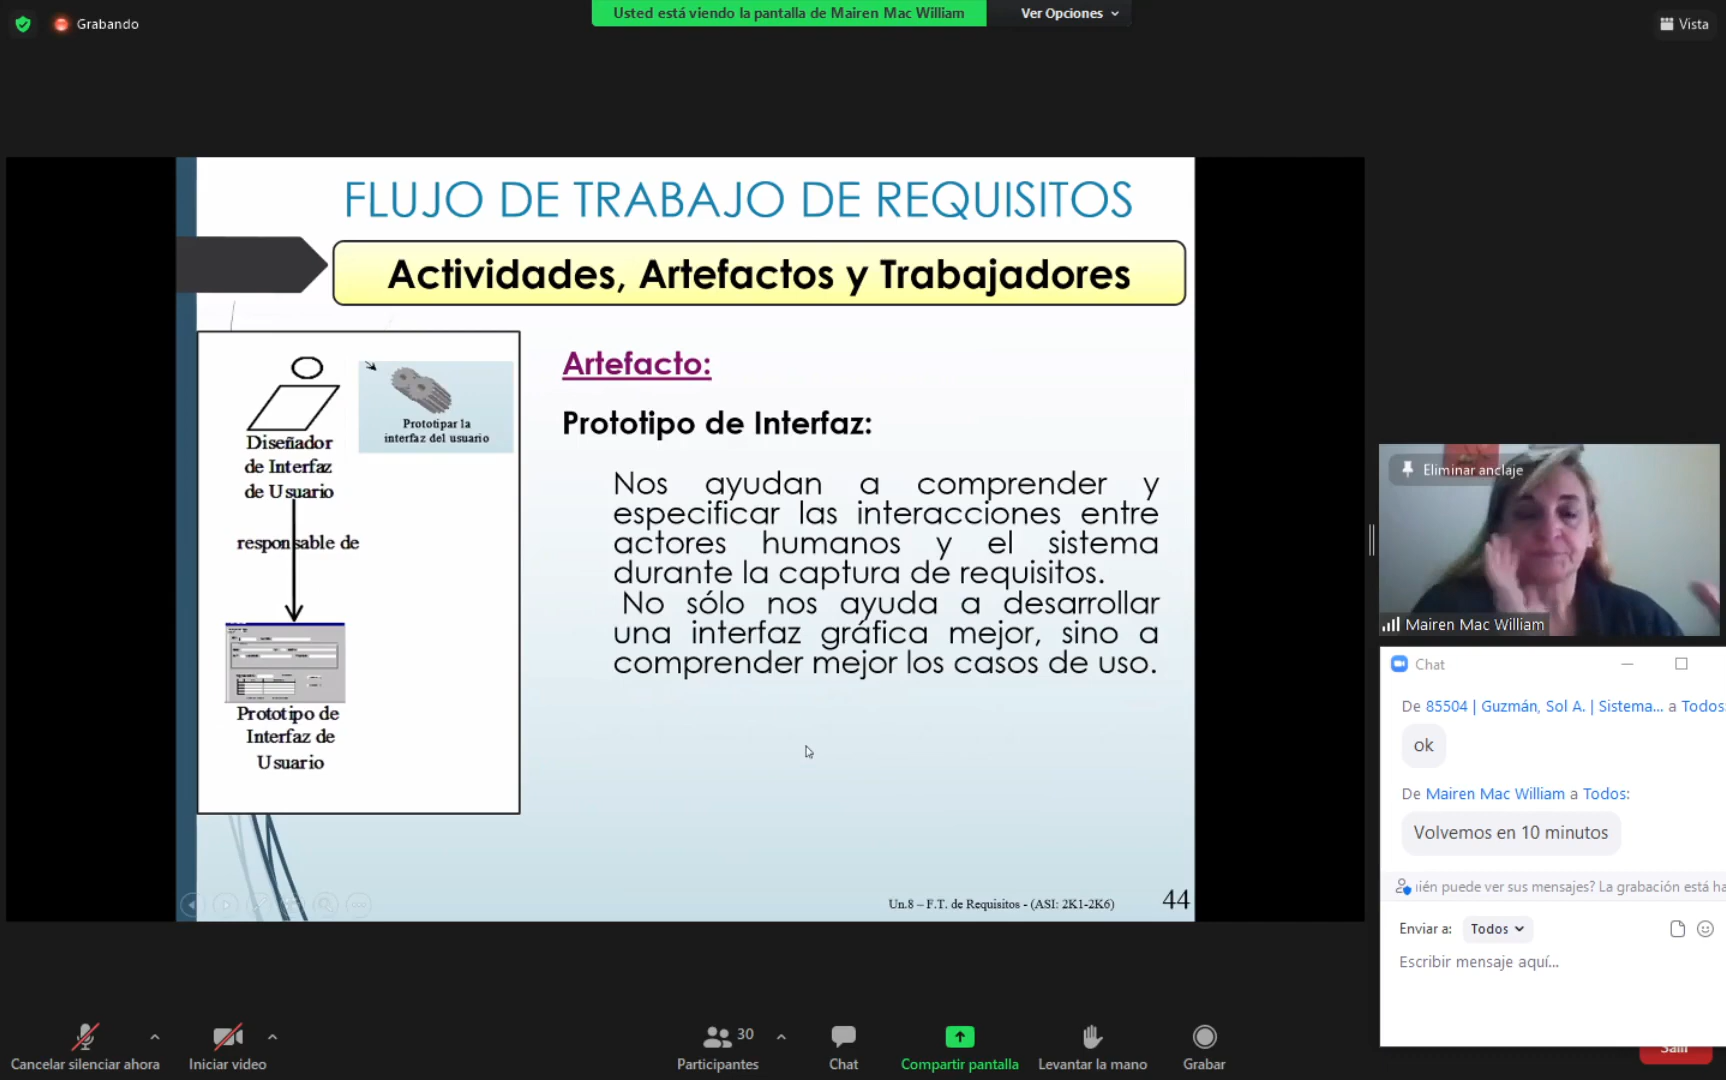 Grabando
Usted está viendo la pantalla de Mairen Mac William
Ver Opciones
Vista
FLUJO DE TRABAJO DE REQUISITOS
Actividades, Artefactos y Trabajadores
Diseñador
de Interfaz
de Usuario
Prototipar la
interfaz del usuario
responsable de
Prototipo de
Interfaz de
Usuario
Artefacto:
Prototipo de Interfaz:
Nos ayudan a comprender y
especificar las interacciones entre
actores humanos y el sistema
durante la captura de requisitos.
No sólo nos ayuda a desarrollar
una interfaz gráfica mejor, sino a
comprender mejor los casos de uso.
Un.8 – F.T. de Requisitos - (ASI: 2K1-2K6)
44
Eliminar anclaje
Mairen Mac William
Chat
De 85504 | Guzmán, Sol A. | Sistema... a Todos:
ok
De Mairen Mac William a Todos:
Volvemos en 10 minutos
ién puede ver sus mensajes? La grabación está ha
Enviar a: Todos
Escribir mensaje aquí...
Cancelar silenciar ahora
Iniciar video
30
Participantes
Chat
Compartir pantalla
Levantar la mano
Grabar
Salir